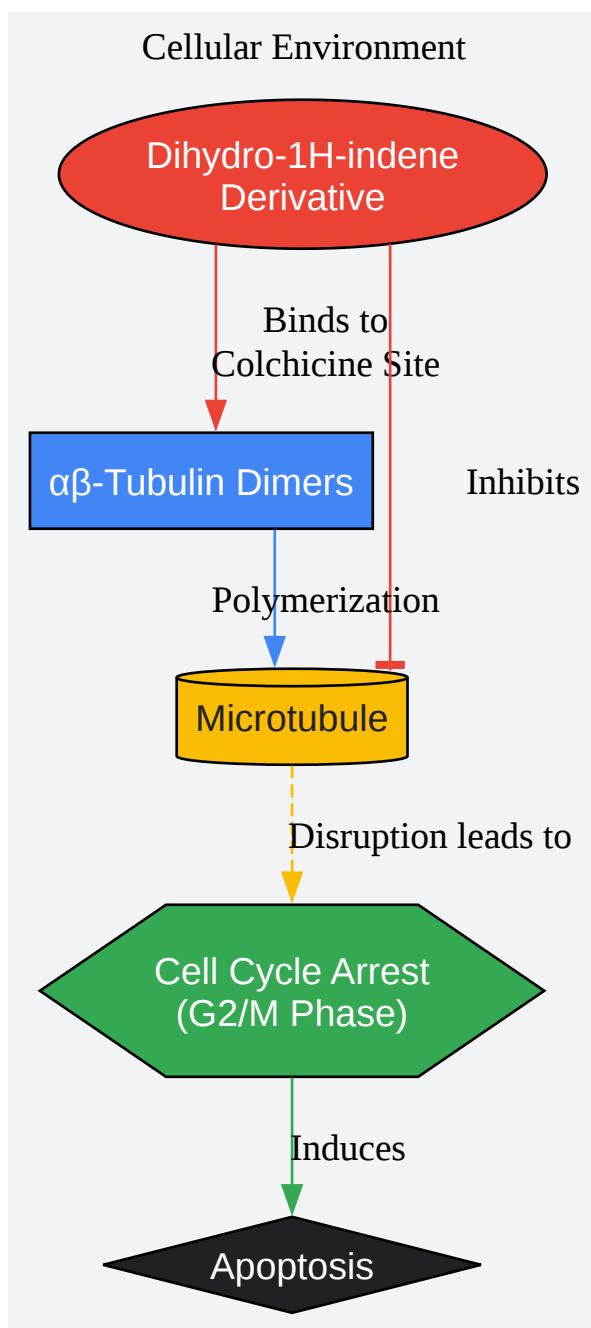 Cellular Environment
Dihydro-1H-indene
Derivative
Binds to
Colchicine Site
αβ-Tubulin Dimers
Inhibits
Polymerization
Microtubule
Disruption leads to
Cell Cycle Arrest
(G2/M Phase)
Induces
Apoptosis